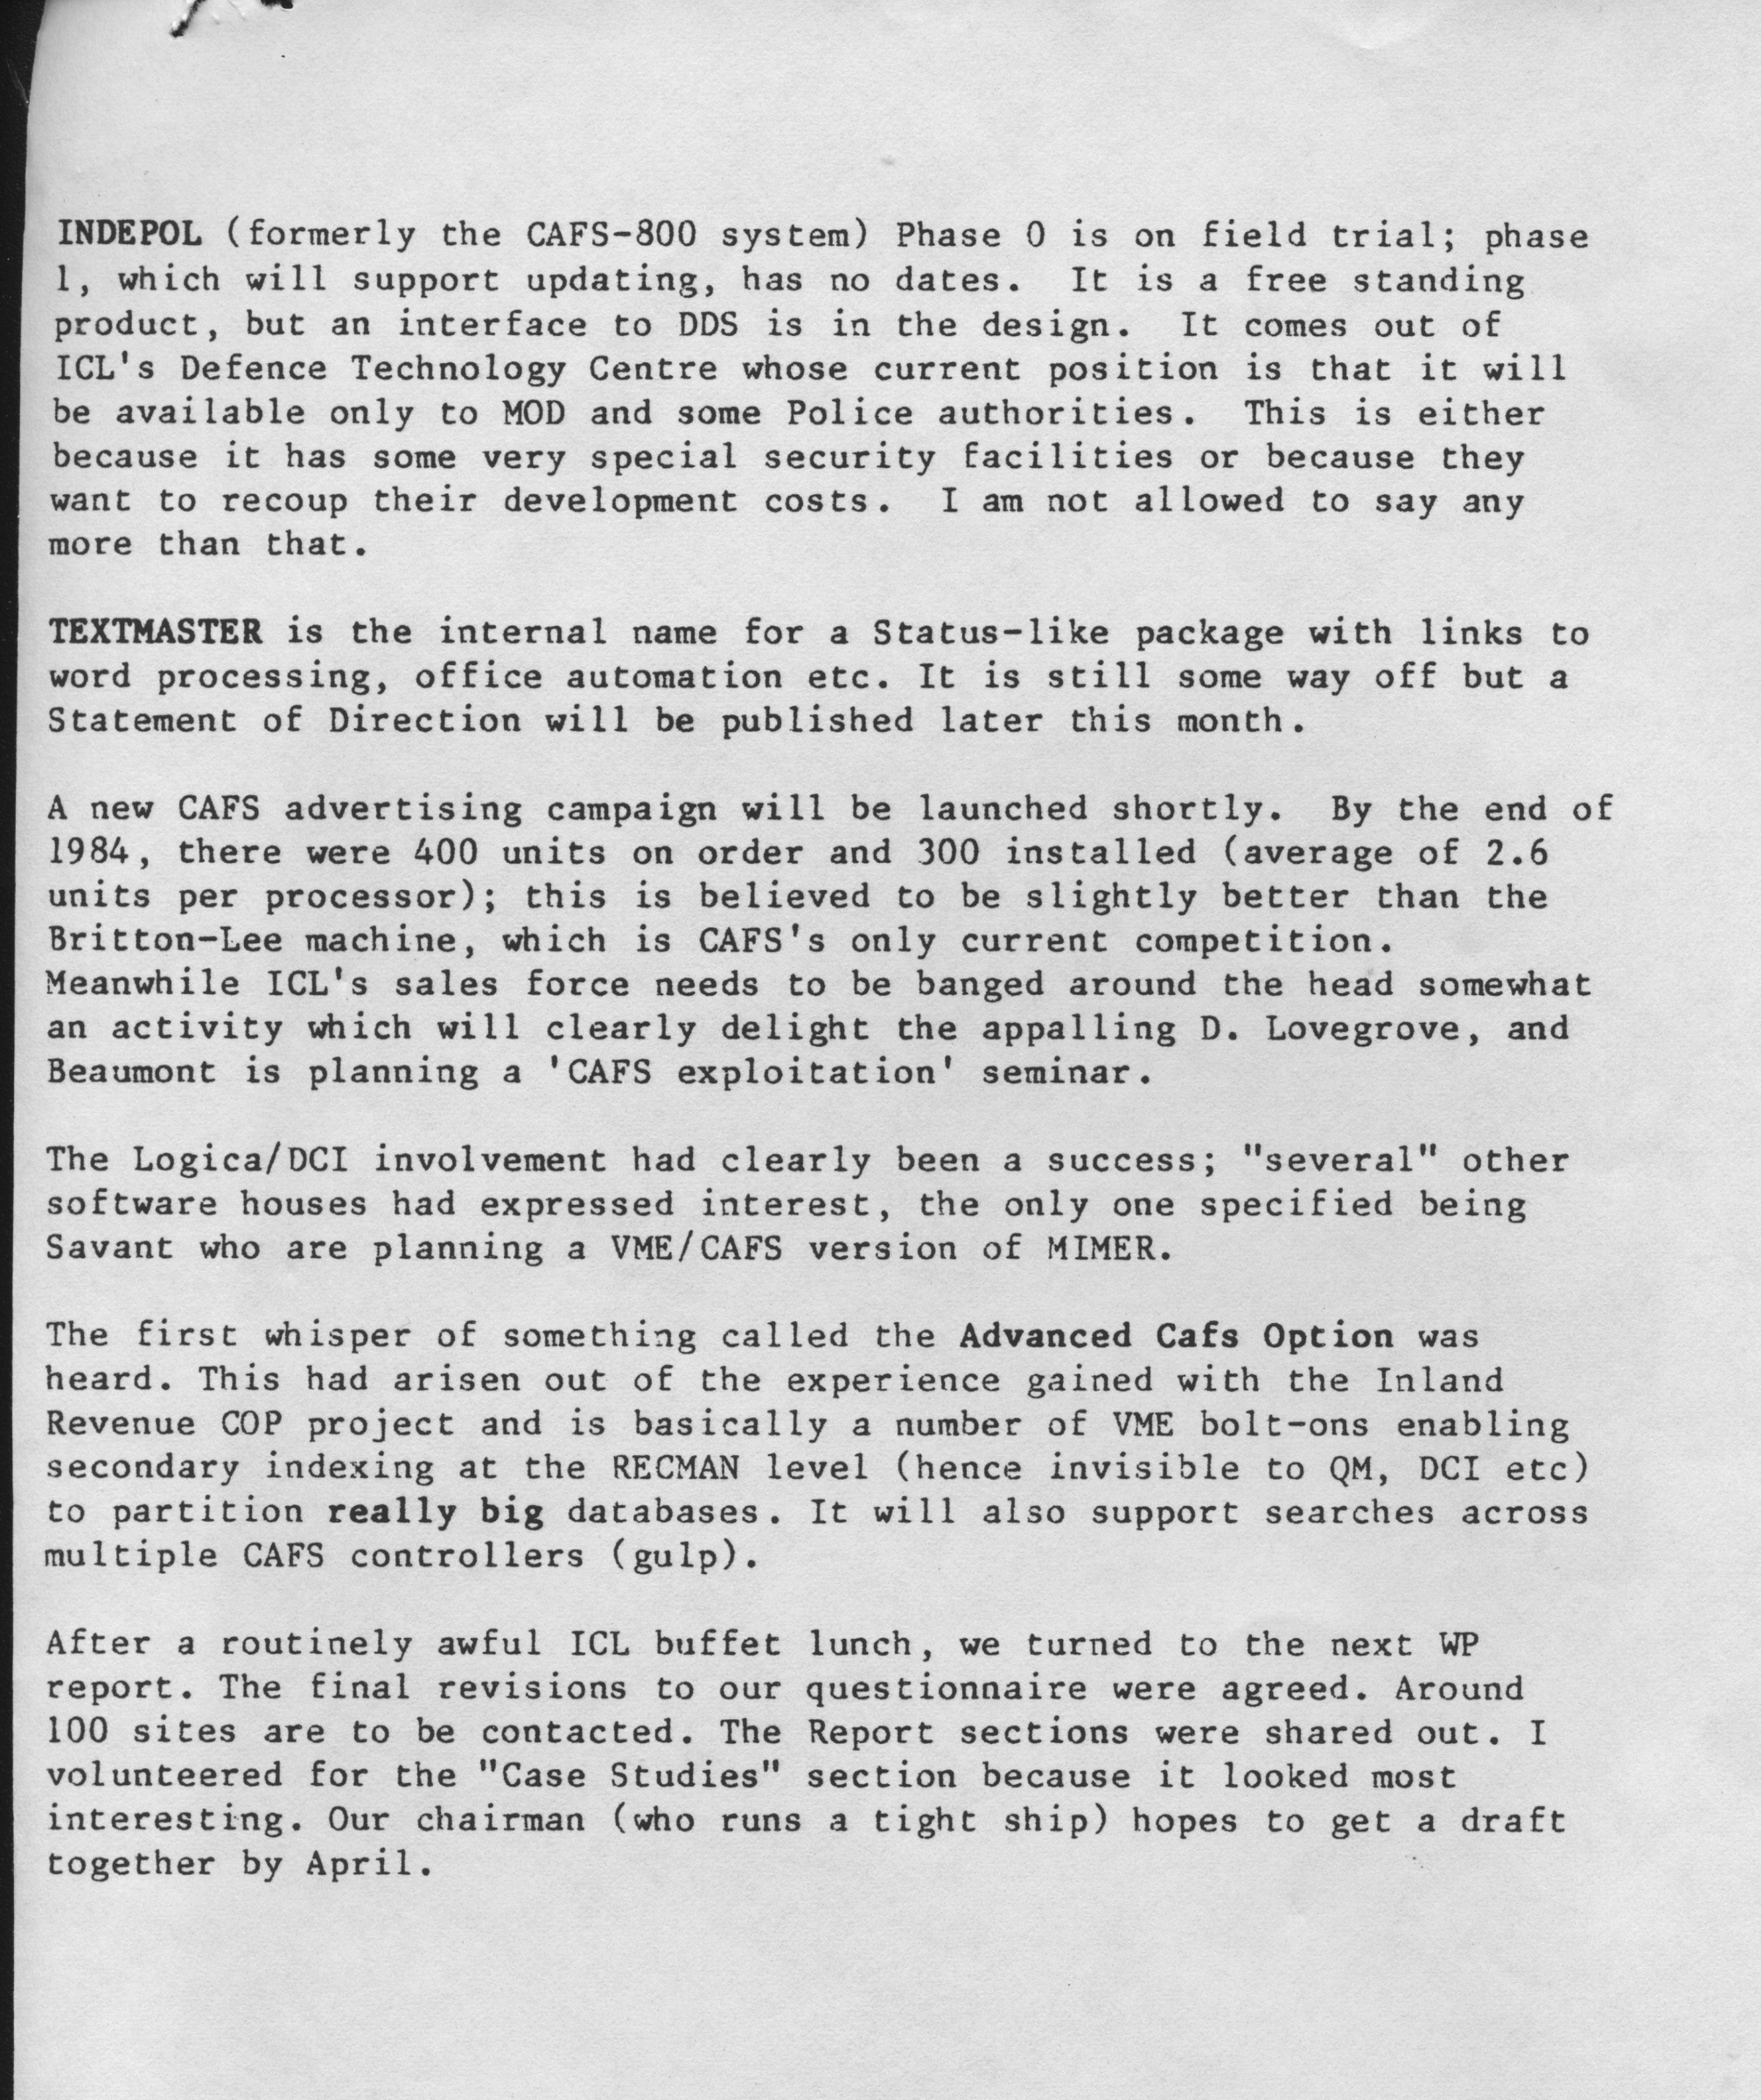 INDEPOL (formerly the CAFS-800 system) Phase 0 is on field trial; phase
1, which will support updating, has no dates.  It is a free standing
product, but an interface to DDS is in the design.  It comes out of
ICL's Defence Technology Centre whose current position is that it will
be available only to MOD and some Police authorities.  This is either
because it has some very special security facilities or because they
want to recoup their development costs.  I am not allowed to say any
more than that.

TEXTMASTER is the internal name for a Status-like package with links to
word processing, office automation etc. It is still some way off but a
Statement of Direction will be published later this month.

A new CAFS advertising campaign will be launched shortly.  By the end of
1984, there were 400 units on order and 300 installed (average of 2.6
units per processor); this is believed to be slightly better than the
Britton-Lee machine, which is CAFS's only current competition.
Meanwhile ICL's sales force needs to be banged around the head somewhat
an activity which will clearly delight the appalling D. Lovegrove, and
Beaumont is planning a 'CAFS exploitation' seminar.

The Logica/DCI involvement had clearly been a success; "several" other
software houses had expressed interest, the only one specified being
Savant who are planning a VME/CAFS version of MIMER.

The first whisper of something called the Advanced Cafs Option was
heard. This had arisen out of the experience gained with the Inland
Revenue COP project and is basically a number of VME bolt-ons enabling
secondary indexing at the RECMAN level (hence invisible to QM, DCI etc)
to partition really big databases. It will also support searches across
multiple CAFS controllers (gulp).

After a routinely awful ICL buffet lunch, we turned to the next WP
report. The final revisions to our questionnaire were agreed. Around
100 sites are to be contacted. The Report sections were shared out. I
volunteered for the "Case Studies" section because it looked most
interesting. Our chairman (who runs a tight ship) hopes to get a draft
together by April.